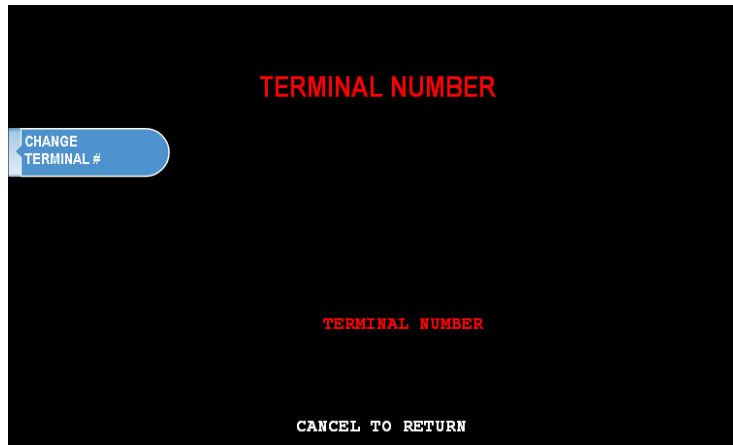 TERMINAL NUMBER
CHANGE
TERMINAL #
TERMINAL NUMBER
CANCEL TO RETURN